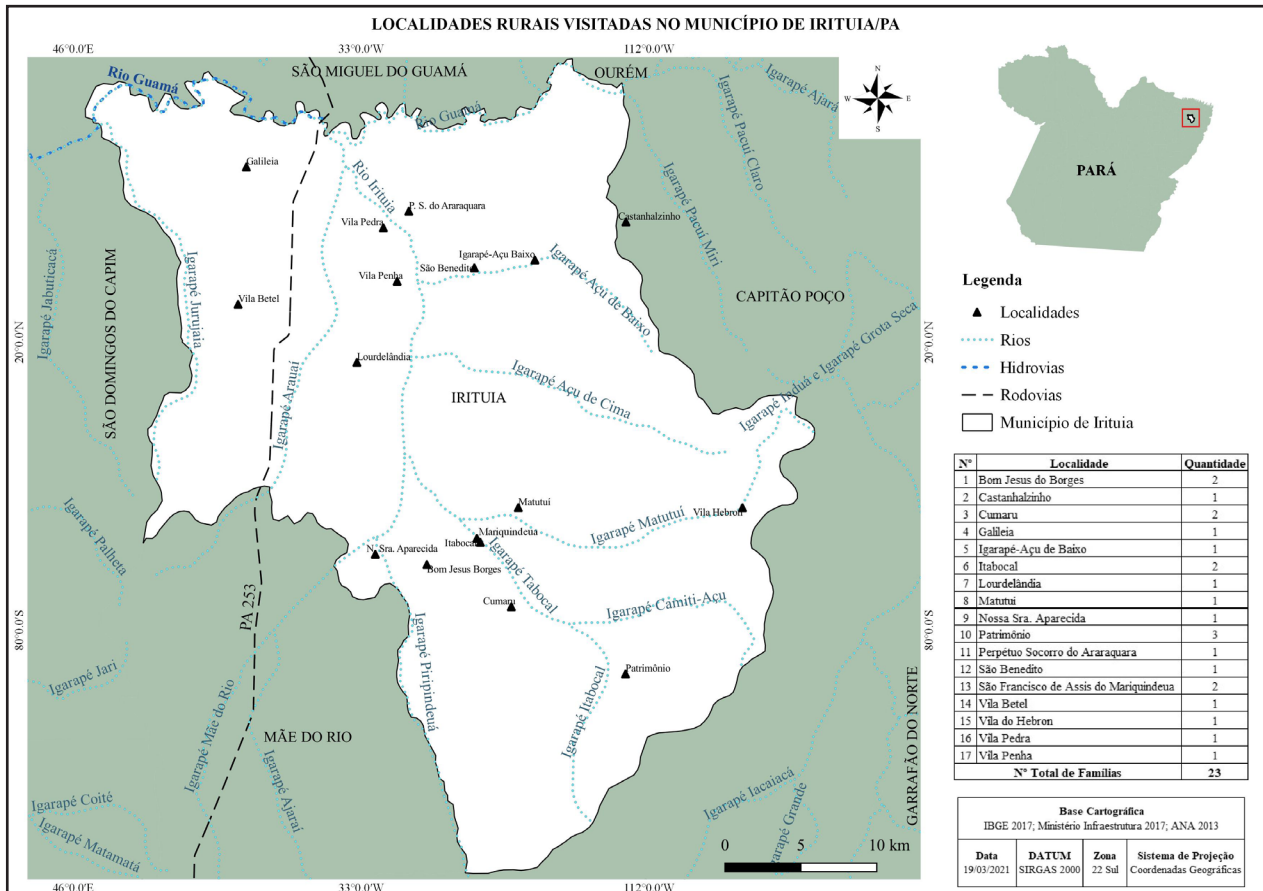 LOCALIDADES RURAIS VISITADAS NO MUNICÍPIO DE IRITUIA/PA
46°0.0'E
33°0.0'W
112°0.0'W
20°0.0'N
80°0.0'S
20°0.0'N
80°0.0'S
46°0.0'E
33°0.0'W
112°0.0'W
SÃO MIGUEL DO GUAMÁ
OURÉM
Rio Guamá
Rio Guamá
Igarapé Ajará
Igarapé Pacuí Claro
Igarapé Pacuí Miri
N
W
E
S
Galileia
Rio Irituia
P. S. do Araraquara
Vila Pedra
Castanhalzinho
Igarapé-Açu Baixo
São Benedito
Igarapé Açu de Baixo
Vila Penha
CAPITÃO POÇO
Igarapé Jabuticacá
SÃO DOMINGOS DO CAPIM
Igarapé Jurujaia
Vila Betel
Lourdelândia
Igarapé Açu de Cima
IRITUIA
Igarapé Arauaí
Igarapé Induá e Igarapé Grota Seca
Matutuí
Vila Hebron
Igarapé Matutuí
Mariquindeua
Itabocal
Igarapé Tabocal
Nª Sra. Aparecida
Bom Jesus Borges
Igarapé Palheta
PA 253
Cumaru
Igarapé Camiti-Açu
Igarapé Piripindeuá
Patrimônio
Igarapé Itabocal
Igarapé Jari
Igarapé Mãe do Rio
MÃE DO RIO
Igarapé Ajaraí
Igarapé Coité
Igarapé Matamatá
GARRAFÃO DO NORTE
Igarapé Iacaiacá
Igarapé Grande
0 5 10 km
PARÁ
Legenda
Localidades
Rios
Hidrovias
Rodovias
Município de Irituia
Nº Localidade Quantidade
1 Bom Jesus do Borges 2
2 Castanhalzinho 1
3 Cumaru 2
4 Galileia 1
5 Igarapé-Açu de Baixo 1
6 Itabocal 2
7 Lourdelândia 1
8 Matutui 1
9 Nossa Sra. Aparecida 1
10 Patrimônio 3
11 Perpétuo Socorro do Araraquara 1
12 São Benedito 1
13 São Francisco de Assis do Mariquindeua 2
14 Vila Betel 1
15 Vila do Hebron 1
16 Vila Pedra 1
17 Vila Penha 1
Nº Total de Famílias 23
Base Cartográfica
IBGE 2017; Ministério Infraestrutura 2017; ANA 2013
Data DATUM Zona Sistema de Projeção
19/03/2021 SIRGAS 2000 22 Sul Coordenadas Geográficas